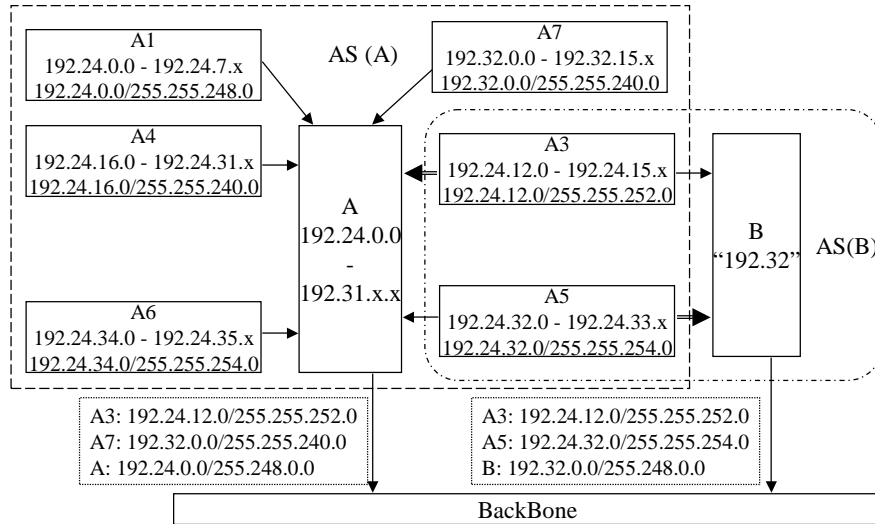 A1
192.24.0.0 - 192.24.7.x
192.24.0.0/255.255.248.0
AS (A)
A7
192.32.0.0 - 192.32.15.x
192.32.0.0/255.255.240.0
A4
192.24.16.0 - 192.24.31.x
192.24.16.0/255.255.240.0
A
192.24.0.0
-
192.31.x.x
A3
192.24.12.0 - 192.24.15.x
192.24.12.0/255.255.252.0
B
“192.32”
AS(B)
A6
192.24.34.0 - 192.24.35.x
192.24.34.0/255.255.254.0
A5
192.24.32.0 - 192.24.33.x
192.24.32.0/255.255.254.0
A3: 192.24.12.0/255.255.252.0
A7: 192.32.0.0/255.255.240.0
A: 192.24.0.0/255.248.0.0
A3: 192.24.12.0/255.255.252.0
A5: 192.24.32.0/255.255.254.0
B: 192.32.0.0/255.248.0.0
BackBone